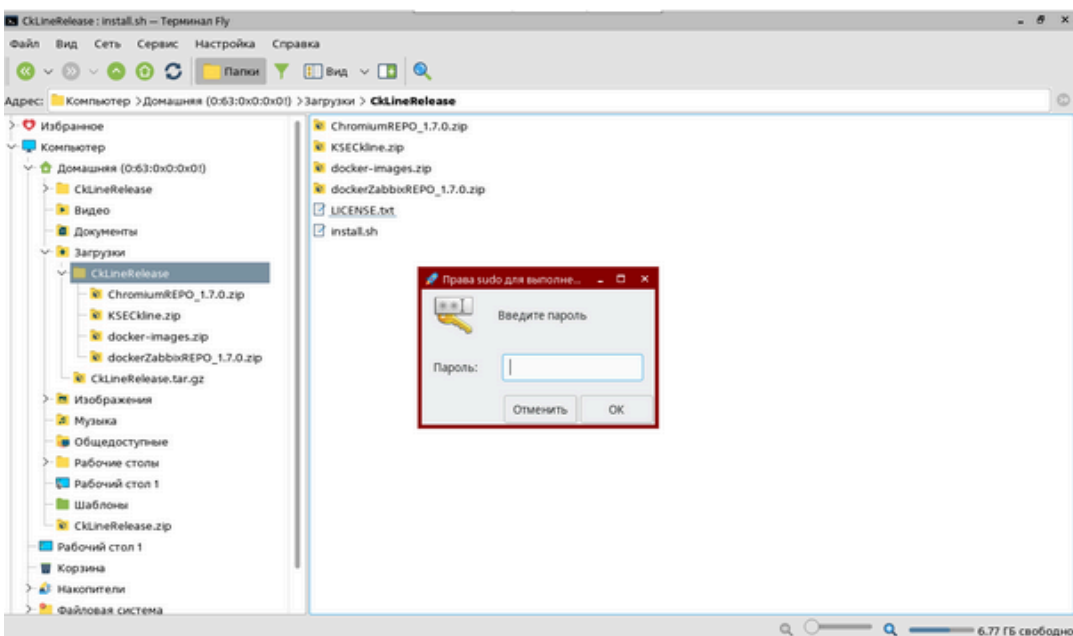 CkLineRelease : install.sh — Терминал Fly
Файл Вид Сеть Сервис Настройка Справка
Папки Вид
Адрес: Компьютер > Домашняя (0:63:0x0:0x0!) > Загрузки > CkLineRelease
Избранное
Компьютер
Домашняя (0:63:0x0:0x0!)
CkLineRelease
Видео
Документы
Загрузки
CkLineRelease
ChromiumREPO_1.7.0.zip
KSECkline.zip
docker-images.zip
dockerZabbixREPO_1.7.0.zip
CkLineRelease.tar.gz
Изображения
Музыка
Общедоступные
Рабочие столы
Рабочий стол 1
Шаблоны
CkLineRelease.zip
Рабочий стол 1
Корзина
Накопители
Файловая система
ChromiumREPO_1.7.0.zip
KSECkline.zip
docker-images.zip
dockerZabbixREPO_1.7.0.zip
LICENSE.txt
install.sh
Права sudo для выполне...
Введите пароль
Пароль:
Отменить ОК
6.77 ГБ свободно